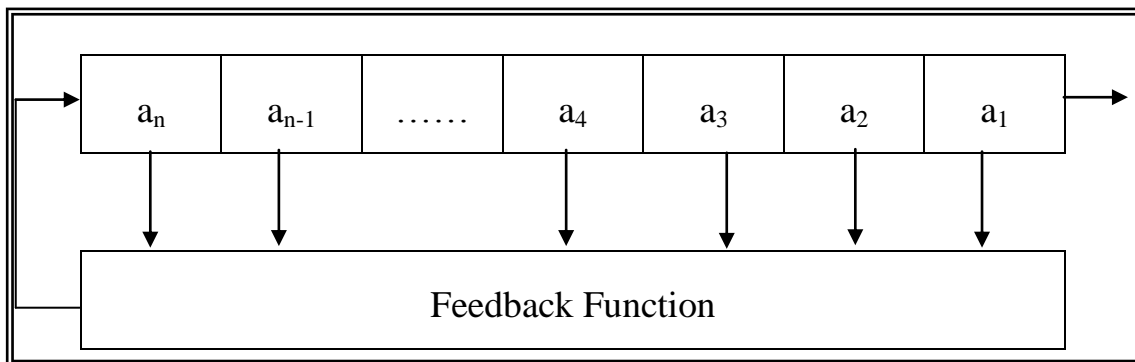 aₙ aₙ₋₁ …… a₄ a₃ a₂ a₁
Feedback Function